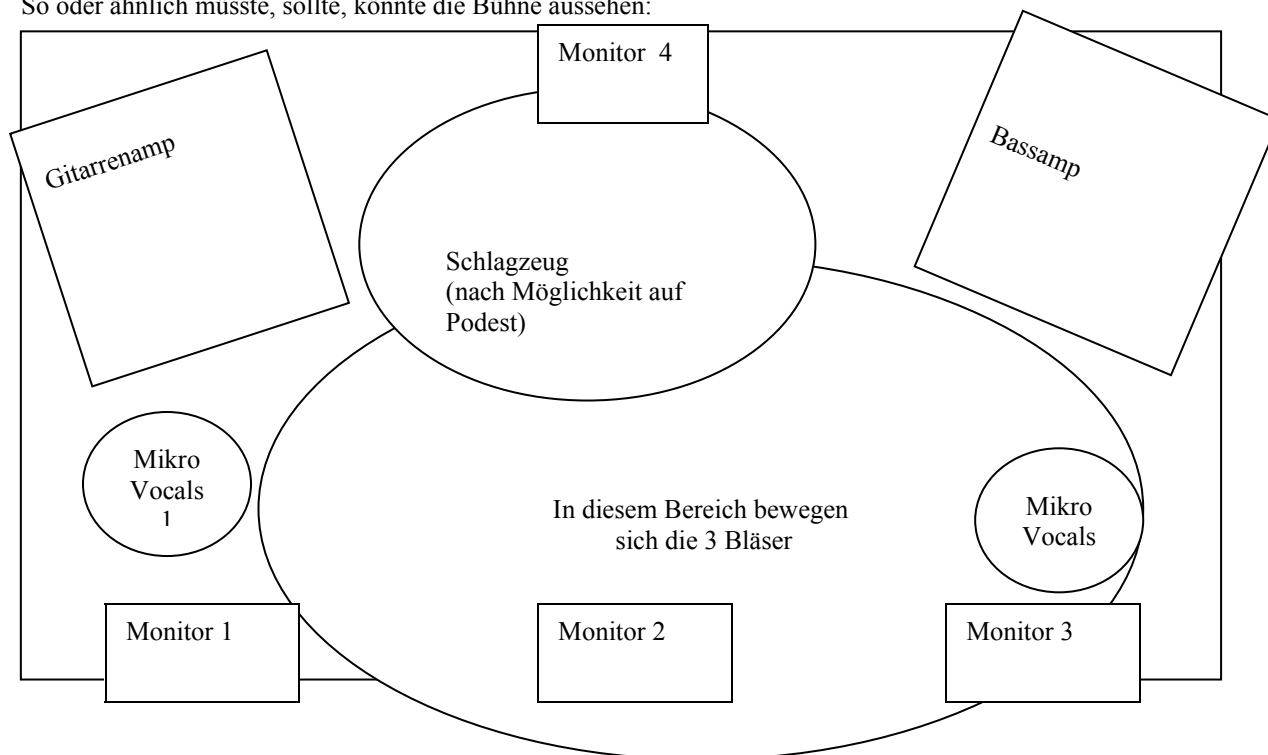 So oder ähnlich müsste, sollte, könnte die Bühne aussehen:
Monitor 4
Gitarrenamp
Bassamp
Schlagzeug
(nach Möglichkeit auf
Podest)
Mikro
Vocals
1
In diesem Bereich bewegen
sich die 3 Bläser
Mikro
Vocals
Monitor 1
Monitor 2
Monitor 3